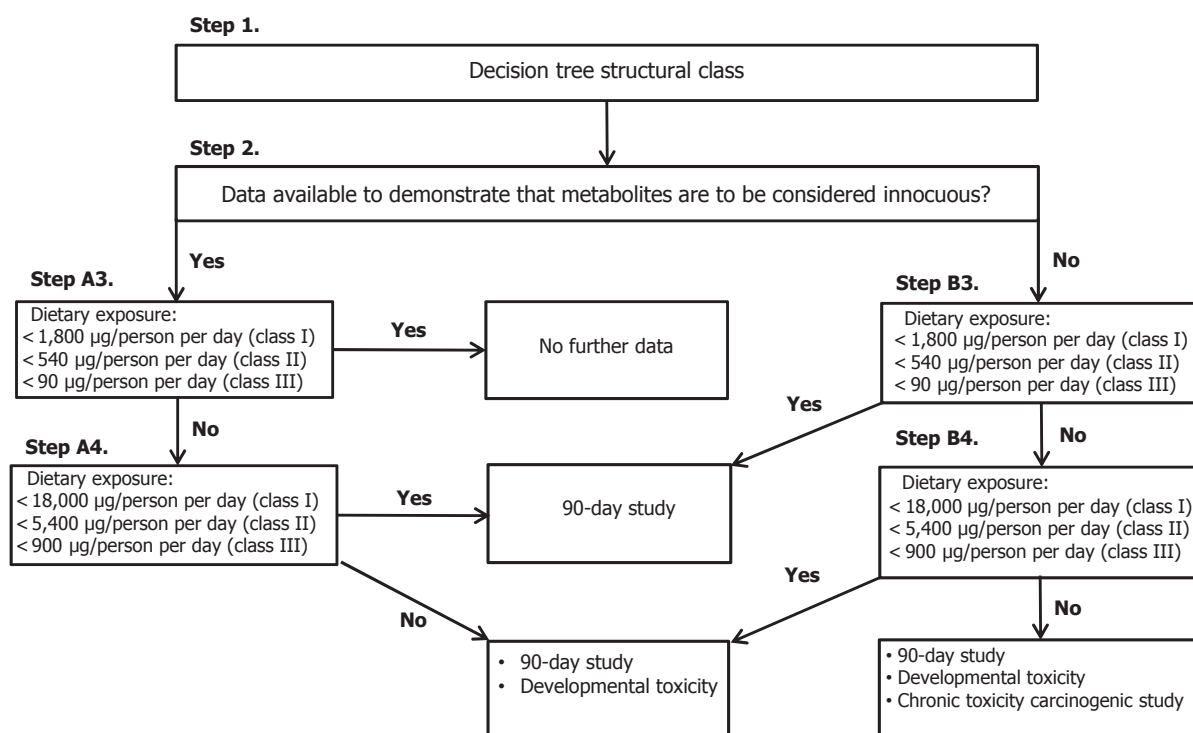 Step 1.
Decision tree structural class
Step 2.
Data available to demonstrate that metabolites are to be considered innocuous?
Yes
No
Step A3.
Dietary exposure:
< 1,800 µg/person per day (class I)
< 540 µg/person per day (class II)
< 90 µg/person per day (class III)
Yes
No further data
Step B3.
Dietary exposure:
< 1,800 µg/person per day (class I)
< 540 µg/person per day (class II)
< 90 µg/person per day (class III)
No
Yes
No
Step A4.
Dietary exposure:
< 18,000 µg/person per day (class I)
< 5,400 µg/person per day (class II)
< 900 µg/person per day (class III)
Yes
90-day study
Step B4.
Dietary exposure:
< 18,000 µg/person per day (class I)
< 5,400 µg/person per day (class II)
< 900 µg/person per day (class III)
No
Yes
No
• 90-day study
• Developmental toxicity
• 90-day study
• Developmental toxicity
• Chronic toxicity carcinogenic study